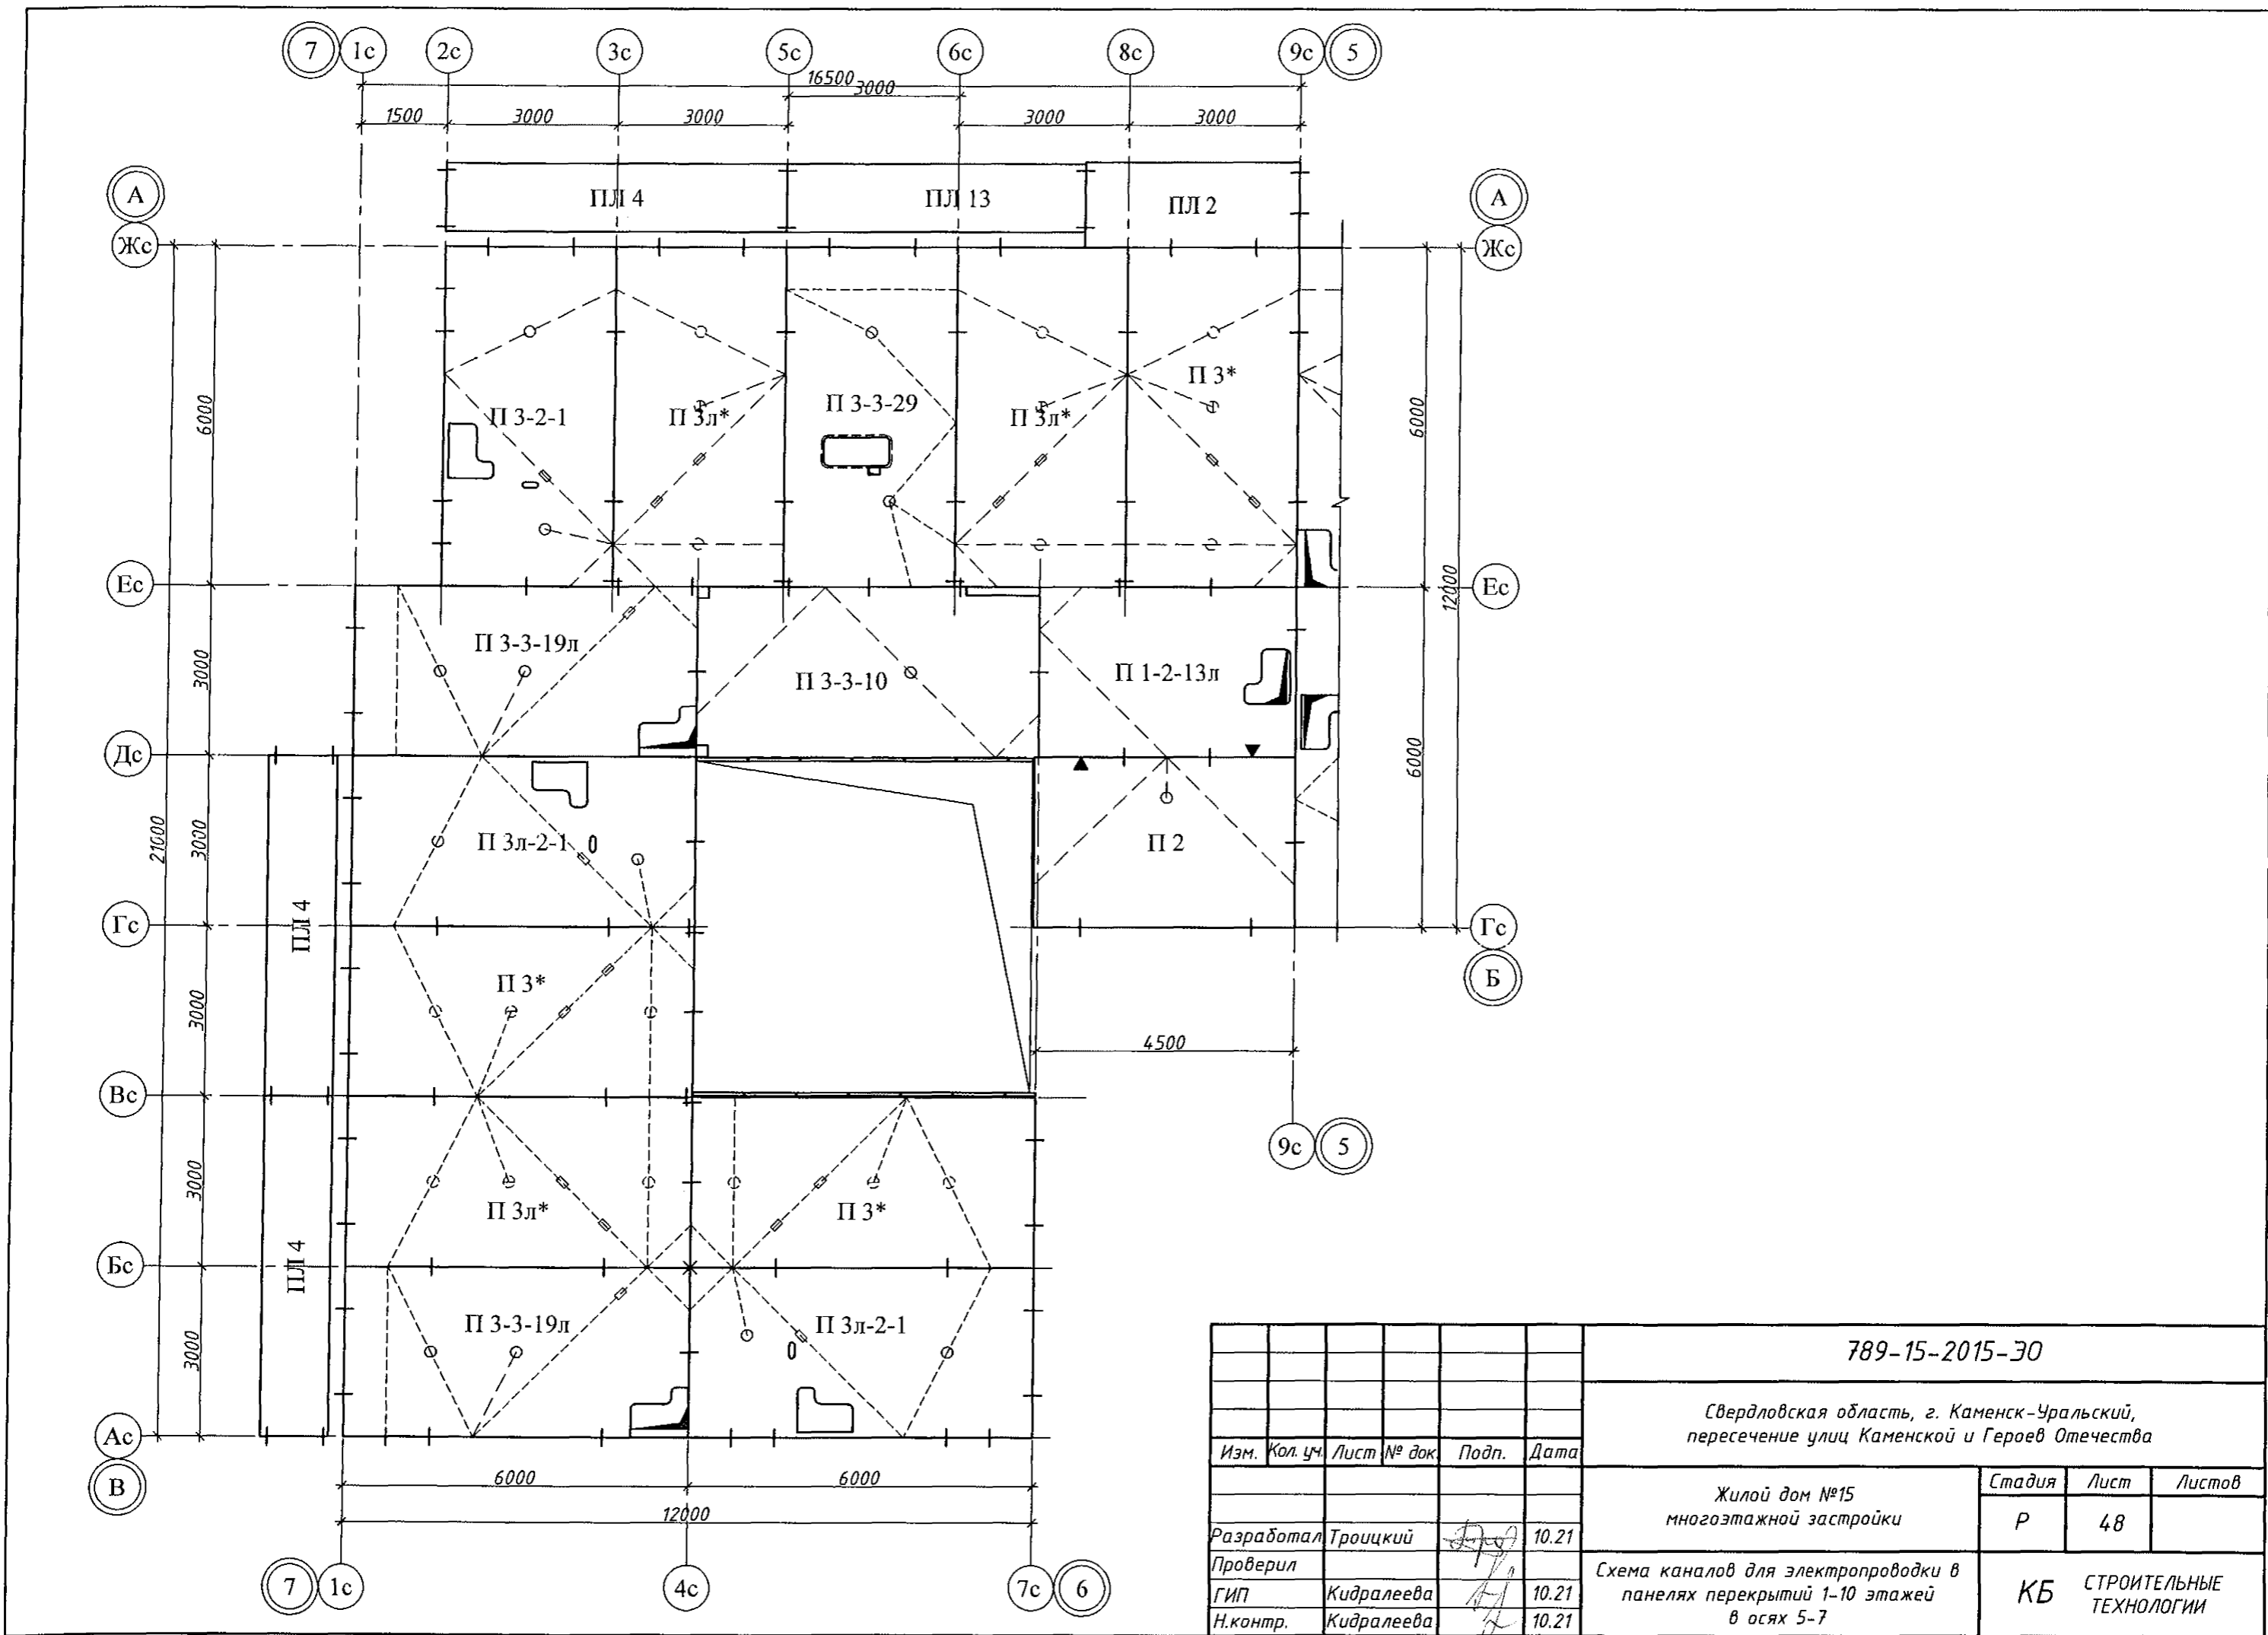 7 1с 2с 3с 5с 6с 8с 9с 5
16500
3000
1500 3000 3000 3000 3000
А А
ПЛ 4 ПЛ 13 ПЛ 2
Жс Жс
П 3-2-1 П 3л* П 3-3-29 П 3л* П 3*
6000 6000
Ес Ес
12000
3000 П 3-3-19л П 3-3-10 П 1-2-13л
Дс
6000
21000
3000 П 3л-2-1 П 2
ПЛ 4
Гс Гс
Б
3000 П 3*
4500
Вс
9с 5
3000 П 3л* П 3*
ПЛ 4
Бс
3000 П 3-3-19л П 3л-2-1
Ас
В
6000 6000
12000
7 1с 4с 7с 6
789-15-2015-ЭО
Свердловская область, г. Каменск-Уральский,
пересечение улиц Каменской и Героев Отечества
Изм. Кол. уч. Лист № док. Подп. Дата
Жилой дом №15
многоэтажной застройки
Стадия Лист Листов
Р 48
Разработал Троицкий 10.21
Проверил
ГИП Кидралеева 10.21
Н.контр. Кидралеева 10.21
Схема каналов для электропроводки в
панелях перекрытий 1-10 этажей
в осях 5-7
КБ СТРОИТЕЛЬНЫЕ
ТЕХНОЛОГИИ